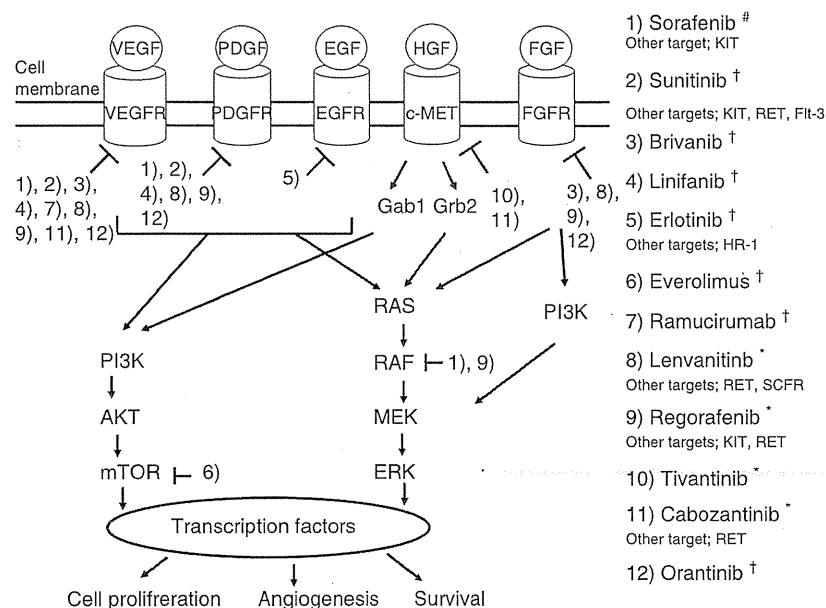 VEGF
PDGF
EGF
HGF
FGF
Cell
membrane
VEGFR
PDGFR
EGFR
c-MET
FGFR
1), 2), 3),
4), 7), 8),
9), 11), 12)
1), 2),
4), 8), 9),
12)
5)
Gab1 Grb2
10),
11)
3), 8),
9),
12)
RAS
PI3K
PI3K
RAF
1), 9)
AKT
MEK
mTOR
6)
ERK
Transcription factors
Cell prolifreration
Angiogenesis
Survival
1) Sorafenib #
Other target; KIT
2) Sunitinib †
Other targets; KIT, RET, Flt-3
3) Brivanib †
4) Linifanib †
5) Erlotinib †
Other targets; HR-1
6) Everolimus †
7) Ramucirumab †
8) Lenvanitinb *
Other targets; RET, SCFR
9) Regorafenib *
Other targets; KIT, RET
10) Tivantinib *
11) Cabozantinib *
Other target; RET
12) Orantinib †